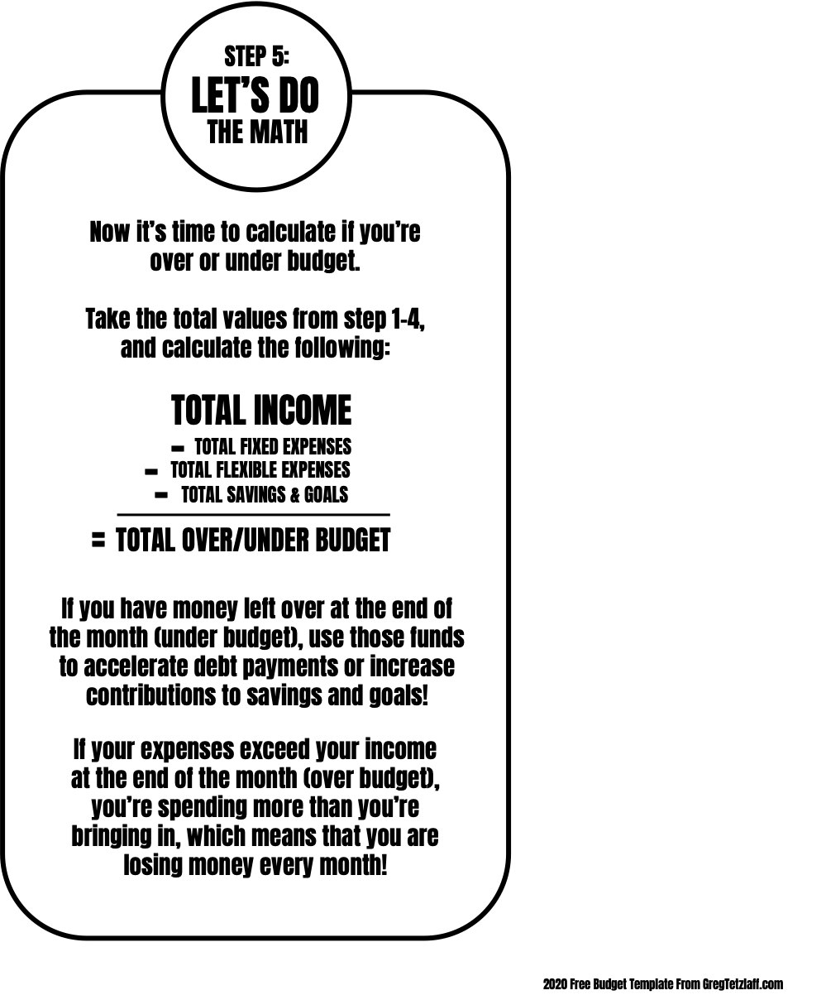 STEP 5:
LET’S DO
THE MATH
Now it’s time to calculate if you’re
over or under budget.
Take the total values from step 1-4,
and calculate the following:
TOTAL INCOME
- TOTAL FIXED EXPENSES
- TOTAL FLEXIBLE EXPENSES
- TOTAL SAVINGS & GOALS
= TOTAL OVER/UNDER BUDGET
If you have money left over at the end of
the month (under budget), use those funds
to accelerate debt payments or increase
contributions to savings and goals!
If your expenses exceed your income
at the end of the month (over budget),
you’re spending more than you’re
bringing in, which means that you are
losing money every month!
2020 Free Budget Template From GregTetzlaff.com